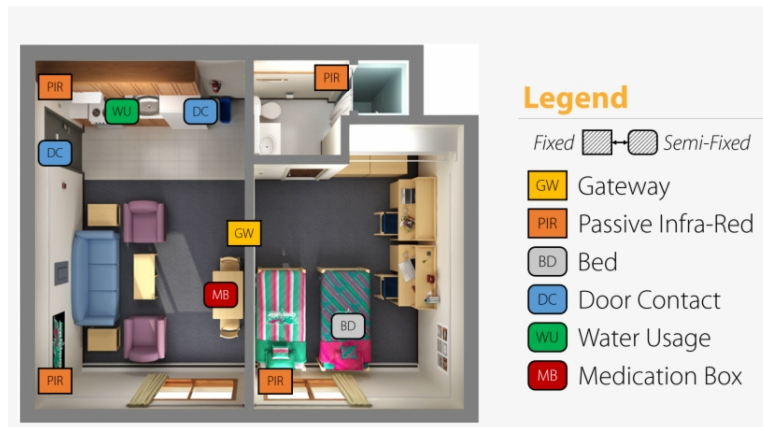 PIR
PIR
WU
DC
DC
GW
MB
BD
PIR
PIR
Legend
Fixed Semi-Fixed
GW Gateway
PIR Passive Infra-Red
BD Bed
DC Door Contact
WU Water Usage
MB Medication Box